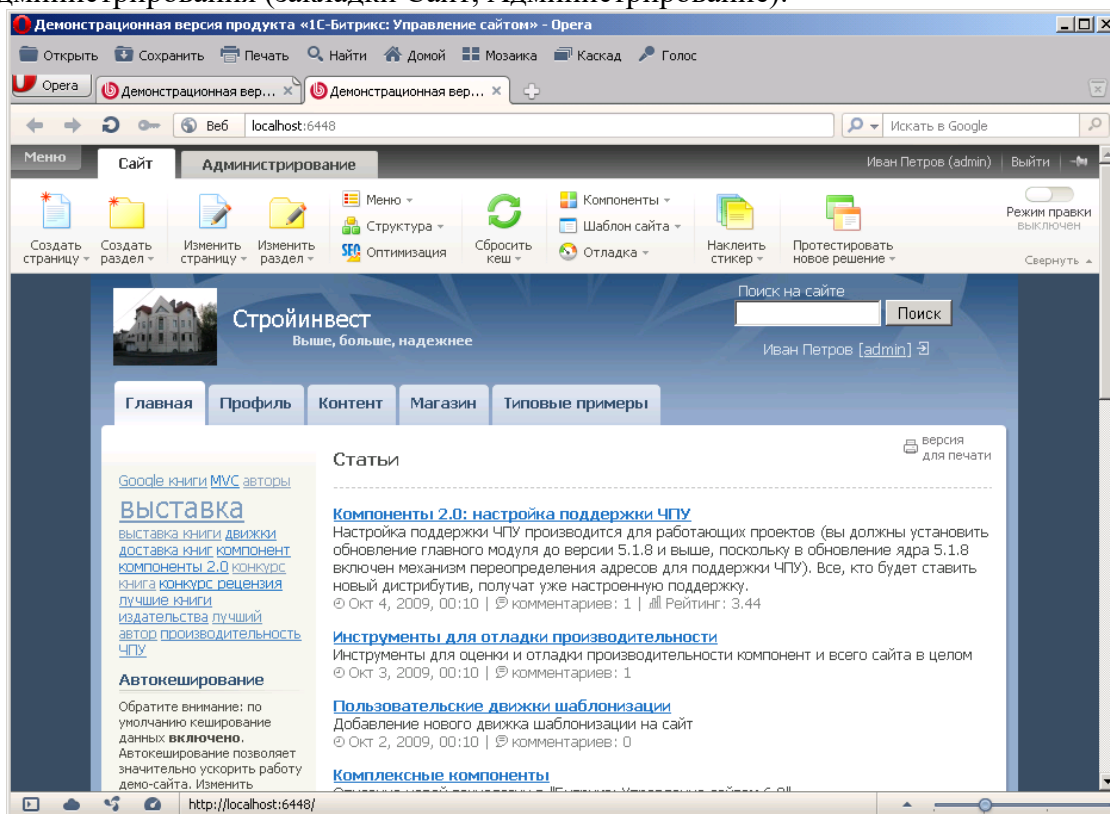 дминистрирования (закладки Сайт, Администрирование).
Демонстрационная версия продукта «1С-Битрикс: Управление сайтом» - Opera
Открыть Сохранить Печать Найти Домой Мозаика Каскад Голос
Opera Демонстрационная вер... Демонстрационная вер...
Веб localhost:6448 Искать в Google
Меню Сайт Администрирование Иван Петров (admin) Выйти
Создать страницу
Создать раздел
Изменить страницу
Изменить раздел
Меню
Структура
SEO Оптимизация
Сбросить кеш
Компоненты
Шаблон сайта
Отладка
Наклеить стикер
Протестировать новое решение
Режим правки
выключен
Свернуть
Стройинвест
Выше, больше, надежнее
Поиск на сайте
Поиск
Иван Петров [admin]
Главная Профиль Контент Магазин Типовые примеры
Google книги MVC авторы
выставка
выставка книги движки
доставка книг компонент
компоненты 2.0 конкурс
книга конкурс рецензия
лучшие книги
издательства лучший
автор производительность
ЧПУ
Автокеширование
Обратите внимание: по
умолчанию кеширование
данных включено.
Автокеширование позволяет
значительно ускорить работу
демо-сайта. Изменить
версия
для печати
Статьи
Компоненты 2.0: настройка поддержки ЧПУ
Настройка поддержки ЧПУ производится для работающих проектов (вы должны установить
обновление главного модуля до версии 5.1.8 и выше, поскольку в обновление ядра 5.1.8
включен механизм переопределения адресов для поддержки ЧПУ). Все, кто будет ставить
новый дистрибутив, получат уже настроенную поддержку.
Окт 4, 2009, 00:10 | комментариев: 1 | Рейтинг: 3.44
Инструменты для отладки производительности
Инструменты для оценки и отладки производительности компонент и всего сайта в целом
Окт 3, 2009, 00:10 | комментариев: 1
Пользовательские движки шаблонизации
Добавление нового движка шаблонизации на сайт
Окт 2, 2009, 00:10 | комментариев: 0
Комплексные компоненты
http://localhost:6448/